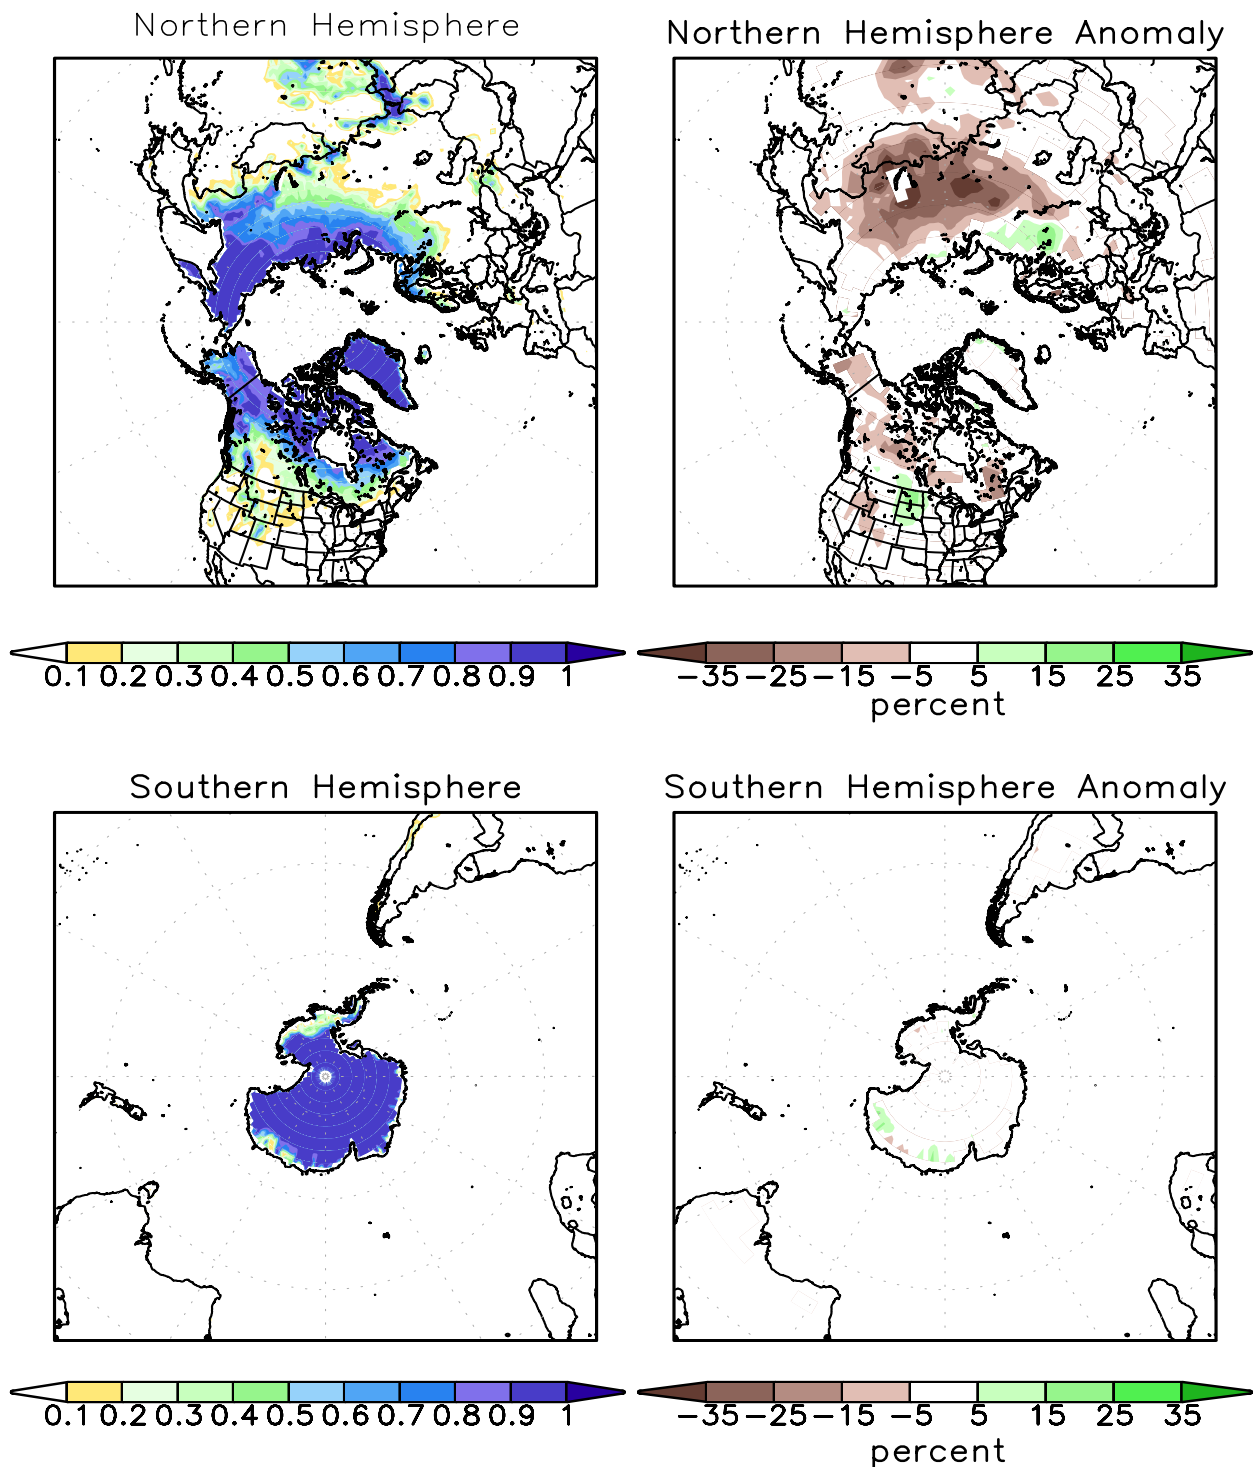 Northern Hemisphere
Northern Hemisphere Anomaly
0.1 0.2 0.3 0.4 0.5 0.6 0.7 0.8 0.9 1
-35 -25 -15 -5 5 15 25 35
percent
Southern Hemisphere
Southern Hemisphere Anomaly
0.1 0.2 0.3 0.4 0.5 0.6 0.7 0.8 0.9 1
-35 -25 -15 -5 5 15 25 35
percent